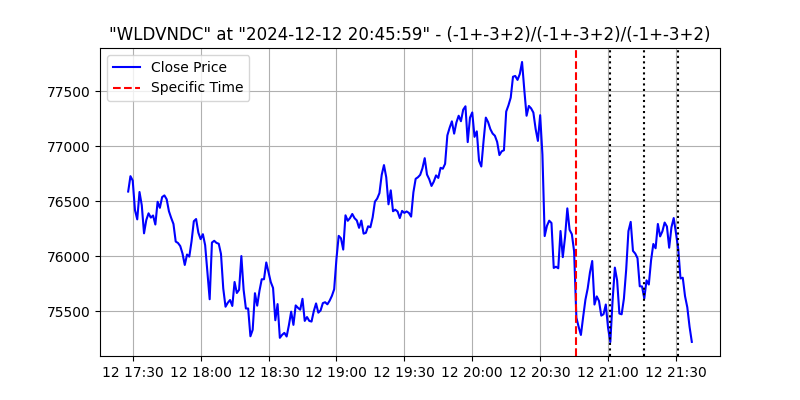 "WLDVNDC" at "2024-12-12 20:45:59" - (-1+-3+2)/(-1+-3+2)/(-1+-3+2)
Close Price
Specific Time
77500
77000
76500
76000
75500
12 17:30 12 18:00 12 18:30 12 19:00 12 19:30 12 20:00 12 20:30 12 21:00 12 21:30